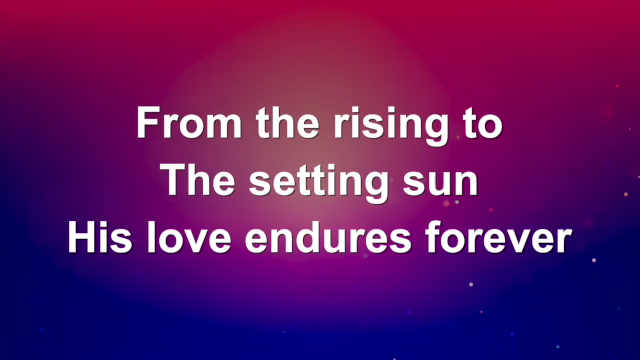 From the rising to
The setting sun
His love endures forever